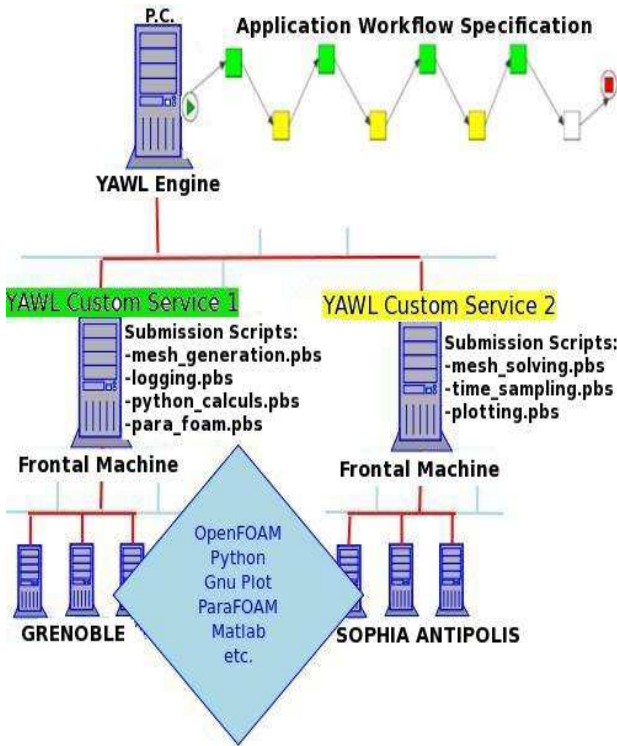 P.C.
Application Workflow Specification
YAWL Engine
YAWL Custom Service 1
YAWL Custom Service 2
Submission Scripts:
-mesh_generation.pbs
-logging.pbs
-python_calculs.pbs
-para_foam.pbs
Submission Scripts:
-mesh_solving.pbs
-time_sampling.pbs
-plotting.pbs
Frontal Machine
Frontal Machine
OpenFOAM
Python
Gnu Plot
ParaFOAM
Matlab
etc.
GRENOBLE
SOPHIA ANTIPOLIS